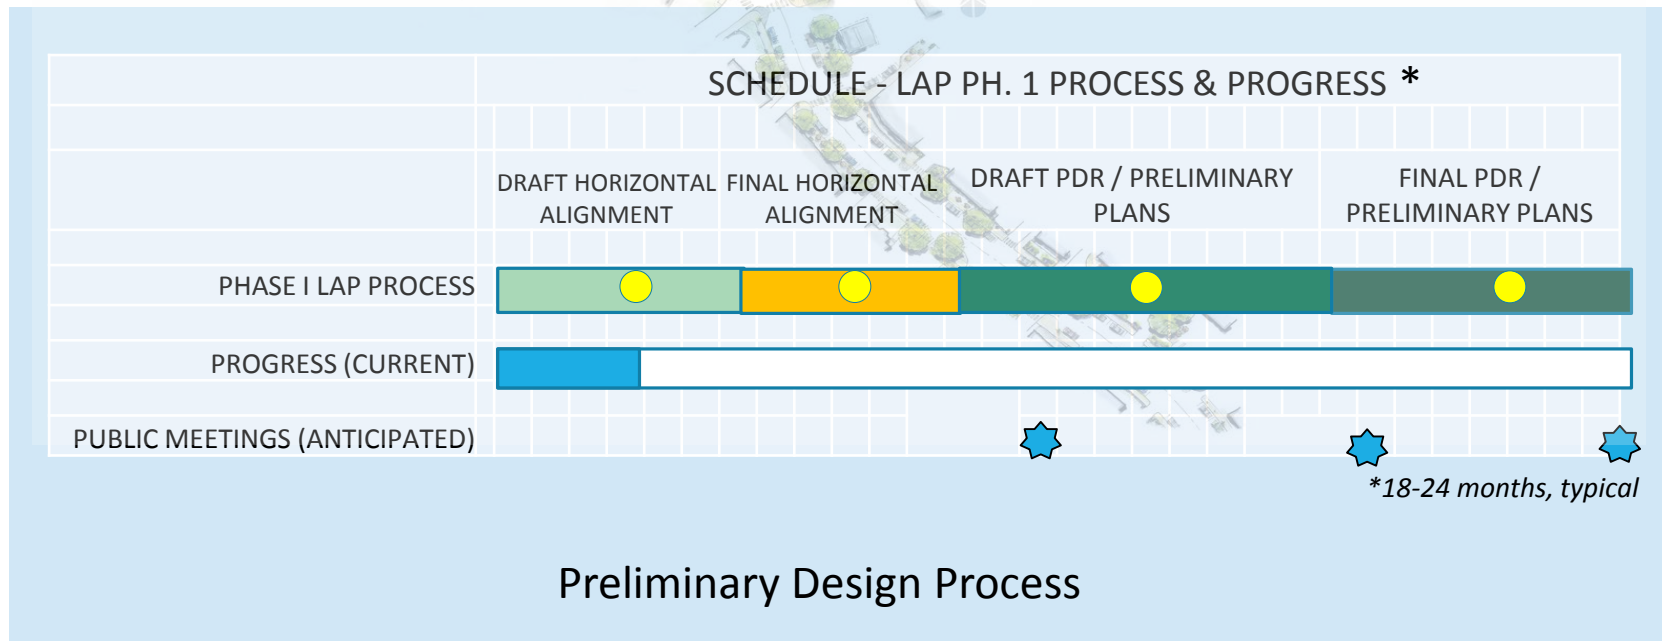 SCHEDULE - LAP PH. 1 PROCESS & PROGRESS *
DRAFT HORIZONTAL
ALIGNMENT
FINAL HORIZONTAL
ALIGNMENT
DRAFT PDR / PRELIMINARY
PLANS
FINAL PDR /
PRELIMINARY PLANS
PHASE I LAP PROCESS
PROGRESS (CURRENT)
PUBLIC MEETINGS (ANTICIPATED)
*18-24 months, typical
Preliminary Design Process